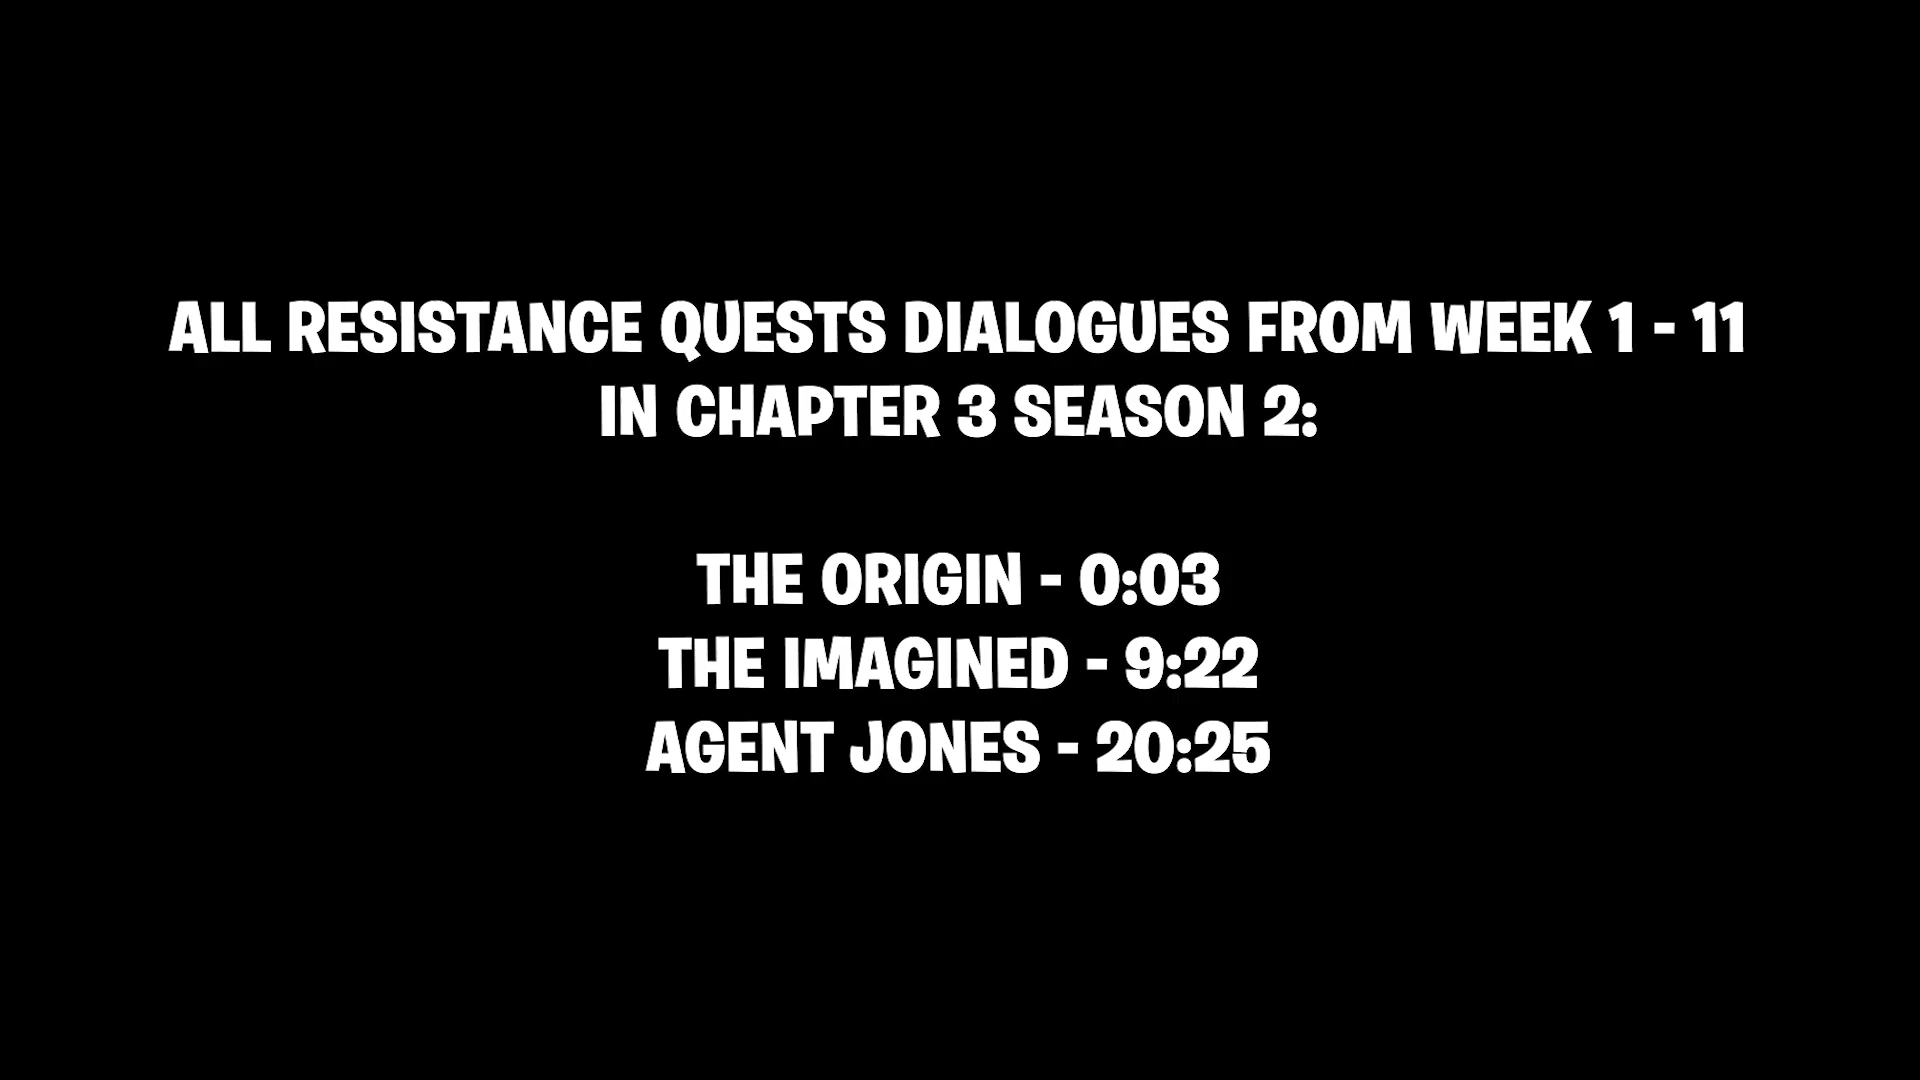 ALL RESISTANCE QUESTS DIALOGUES FROM WEEK 1 - 11
IN CHAPTER 3 SEASON 2:
THE ORIGIN - 0:03
THE IMAGINED - 9:22
AGENT JONES - 20:25